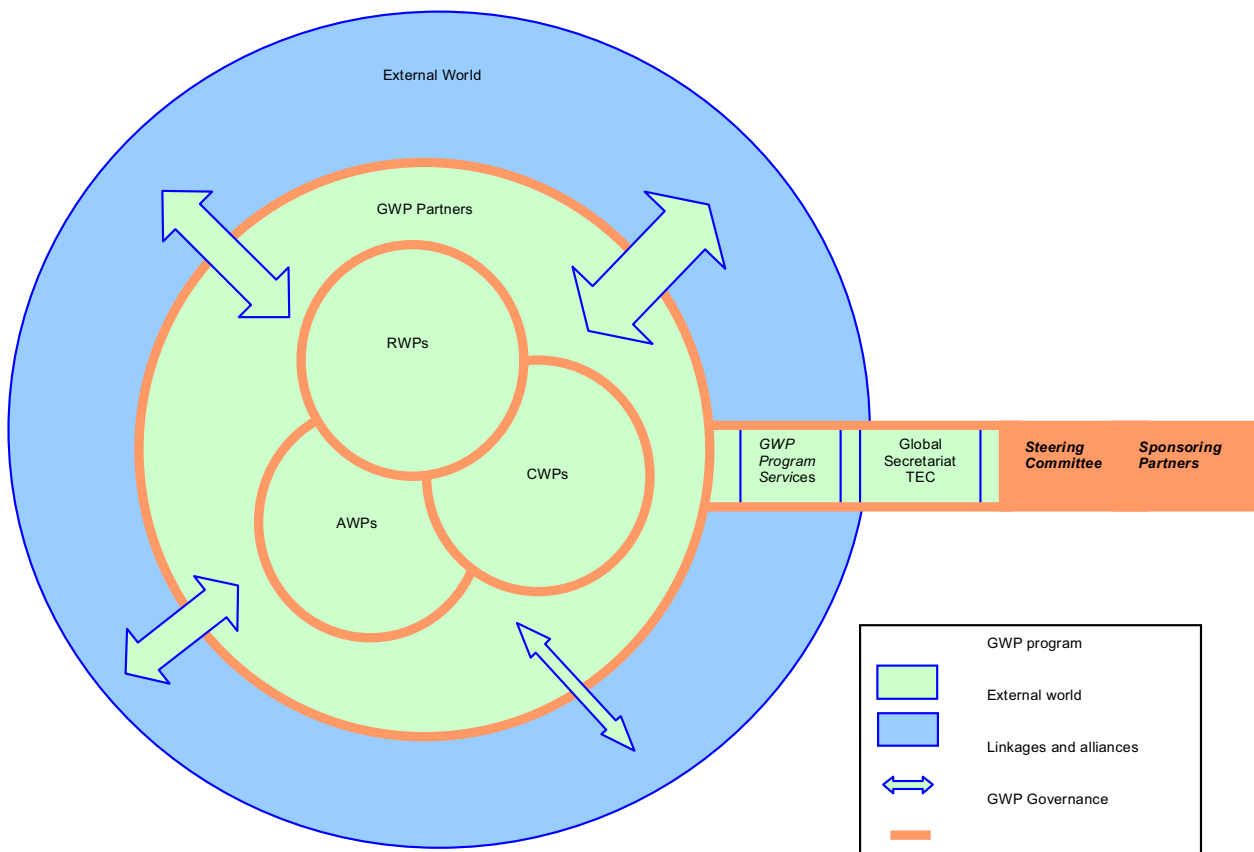 External World
GWP Partners
RWPs
CWPs
AWPs
GWP
Program
Services
Global
Secretariat
TEC
Steering
Committee
Sponsoring
Partners
GWP program
External world
Linkages and alliances
GWP Governance